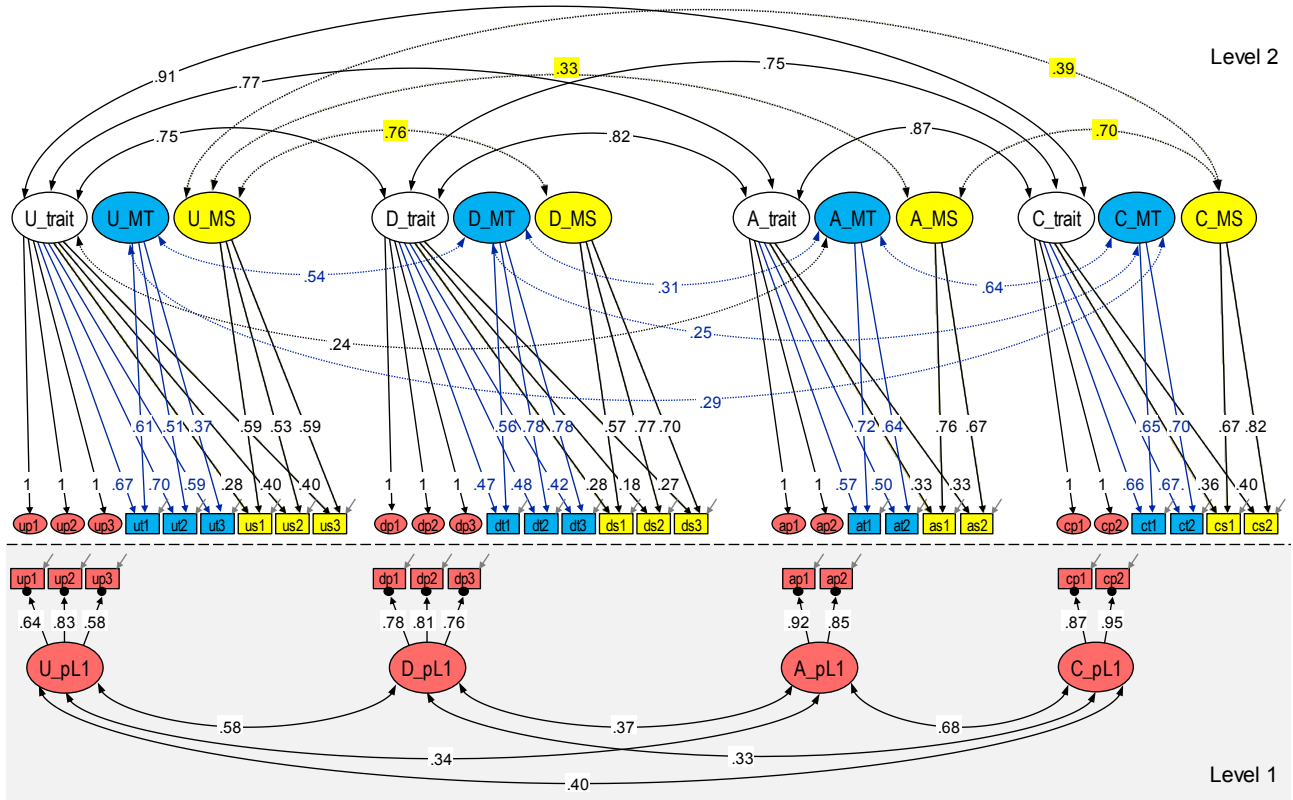 Level 2
.91 .77 .33 .75 .39
.75 .76 .82 .87 .70
U_trait U_MT U_MS D_trait D_MT D_MS A_trait A_MT A_MS C_trait C_MT C_MS
.54 .31 .64
.25
.24
.29
.61 .51 .37 .59 .53 .59 .56 .78 .78 .57 .77 .70 .72 .64 .76 .67 .65 .70 .67 .82
1 1 1 .67 .70 .59 .28 .40 .40 1 1 1 .47 .48 .42 .28 .18 .27 1 1 .57 .50 .33 .33 1 1 .66 .67. .36 .40
up1 up2 up3 ut1 ut2 ut3 us1 us2 us3 dp1 dp2 dp3 dt1 dt2 dt3 ds1 ds2 ds3 ap1 ap2 at1 at2 as1 as2 cp1 cp2 ct1 ct2 cs1 cs2
up1 up2 up3 dp1 dp2 dp3 ap1 ap2 cp1 cp2
.64 .83 .58 .78 .81 .76 .92 .85 .87 .95
U_pL1 D_pL1 A_pL1 C_pL1
.58 .37 .68
.34 .33
.40
Level 1